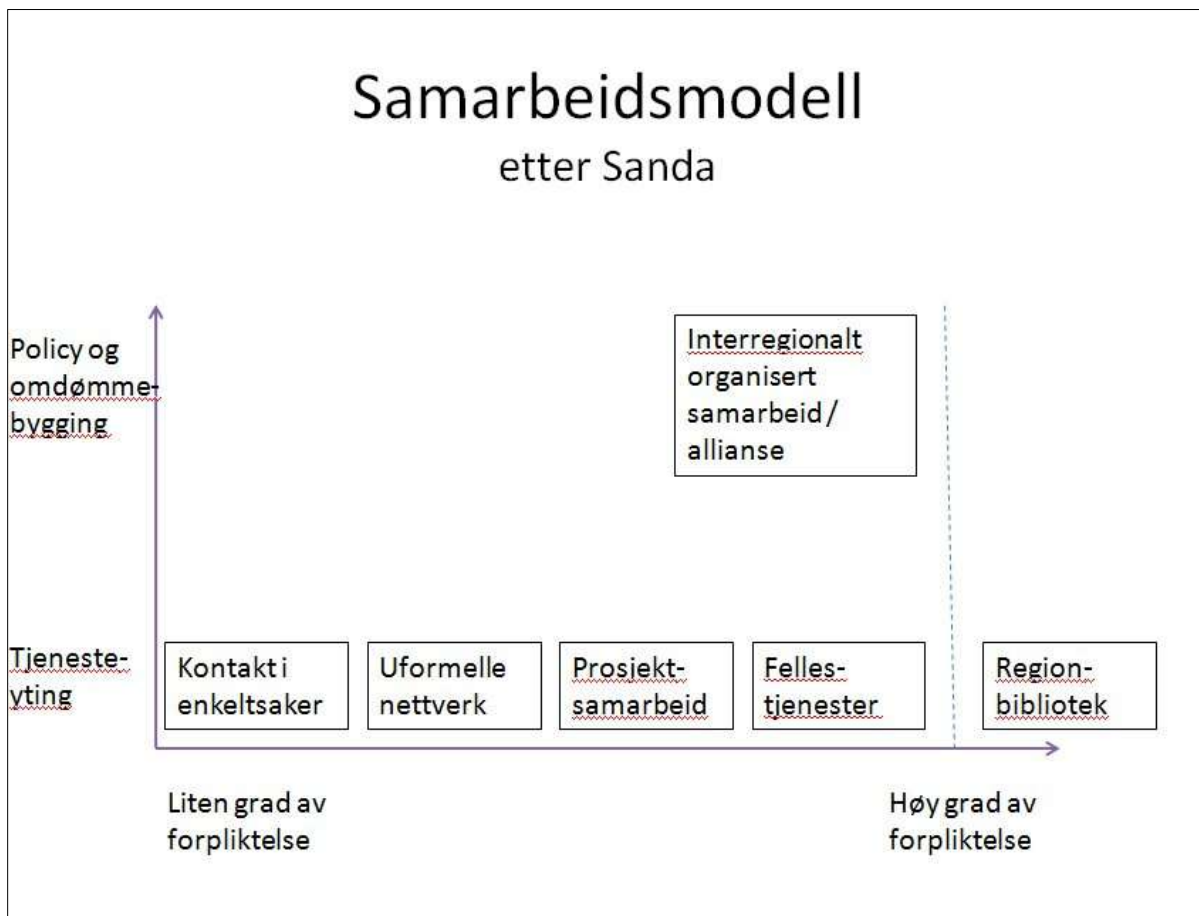 Samarbeidsmodell
etter Sanda
Policy og
omdømme-
bygging
Interregionalt
organisert
samarbeid/
allianse
Tjeneste-
yting
Kontakt i
enkeltsaker
Uformelle
nettverk
Prosjekt-
samarbeid
Felles-
tjenester
Region-
bibliotek
Liten grad av
forpliktelse
Høy grad av
forpliktelse